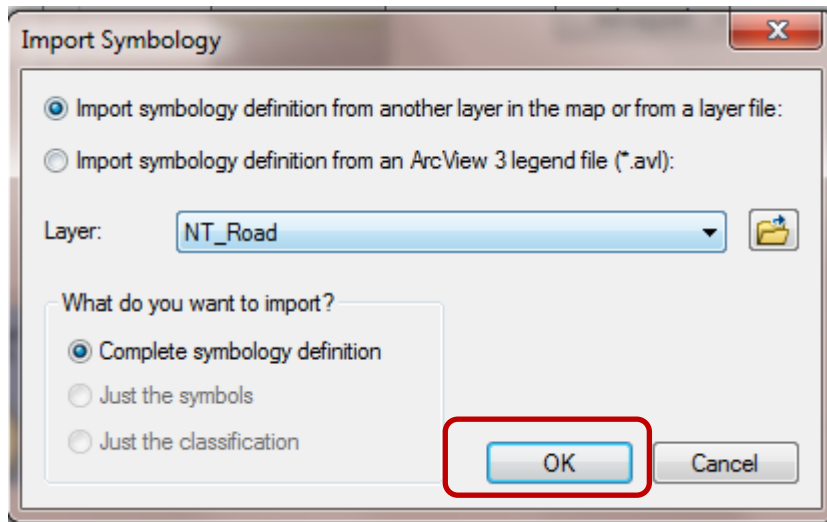 Import Symbology
Import symbology definition from another layer in the map or from a layer file:
Import symbology definition from an ArcView 3 legend file (*.avl):
Layer: NT_Road
What do you want to import?
Complete symbology definition
Just the symbols
Just the classification
OK Cancel